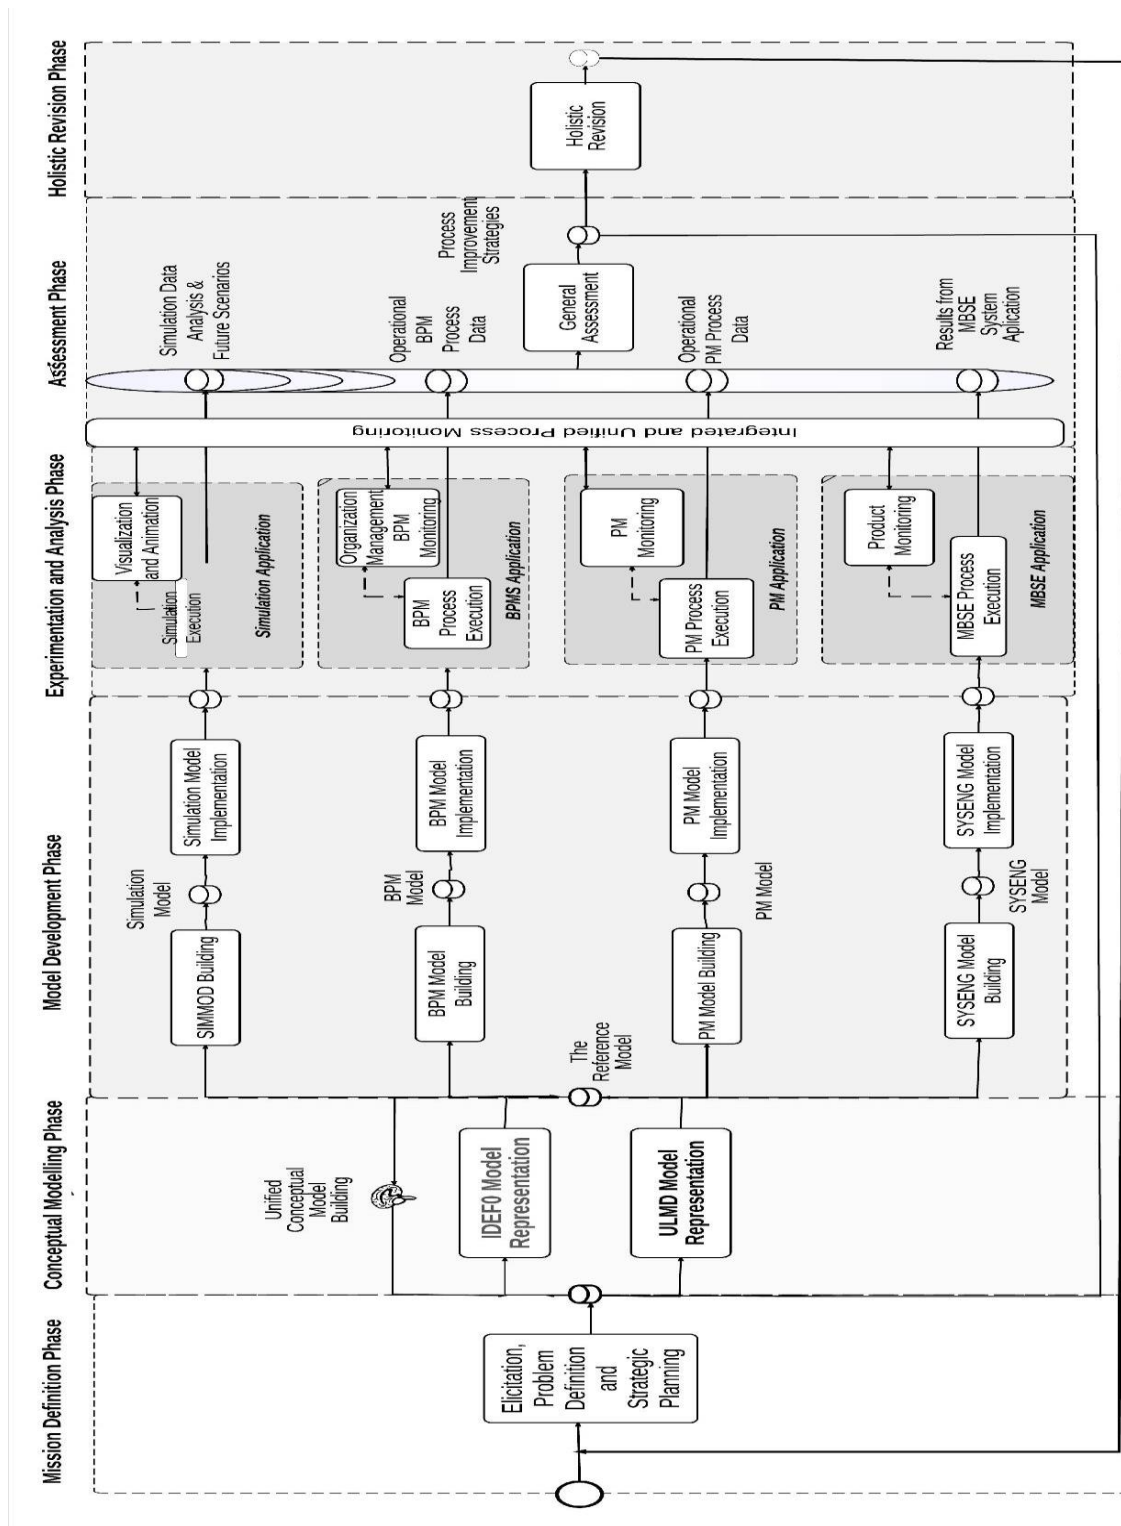 Mission Definition Phase
Conceptual Modelling Phase
Model Development Phase
Experimentation and Analysis Phase
Assessment Phase
Holistic Revision Phase
Elicitation,
Problem
Definition
and
Strategic
Planning
Unified
Conceptual
Model
Building
IDEF0 Model
Representation
ULMD Model
Representation
The
Reference
Model
SIMMOD Building
Simulation
Model
Simulation Model
Implementation
BPM Model
Building
BPM Model
BPM Model
Implementation
PM Model Building
PM Model
PM Model
Implementation
SYSENG Model
Building
SYSENG
Model
SYSENG Model
Implementation
Simulation
Execution
Visualization
and Animation
Simulation Application
BPM
Process
Execution
Organization
Management
BPM
Monitoring
BPMS Application
PM Process
Execution
PM
Monitoring
PM Application
MBSE Process
Execution
Product
Monitoring
MBSE Application
Integrated and Unified Process Monitoring
Simulation Data
Analysis &
Future Scenarios
Operational
BPM
Process
Data
Operational
PM Process
Data
Results from
MBSE
System
Aplication
General
Assessment
Process
Improvement
Strategies
Holistic
Revision